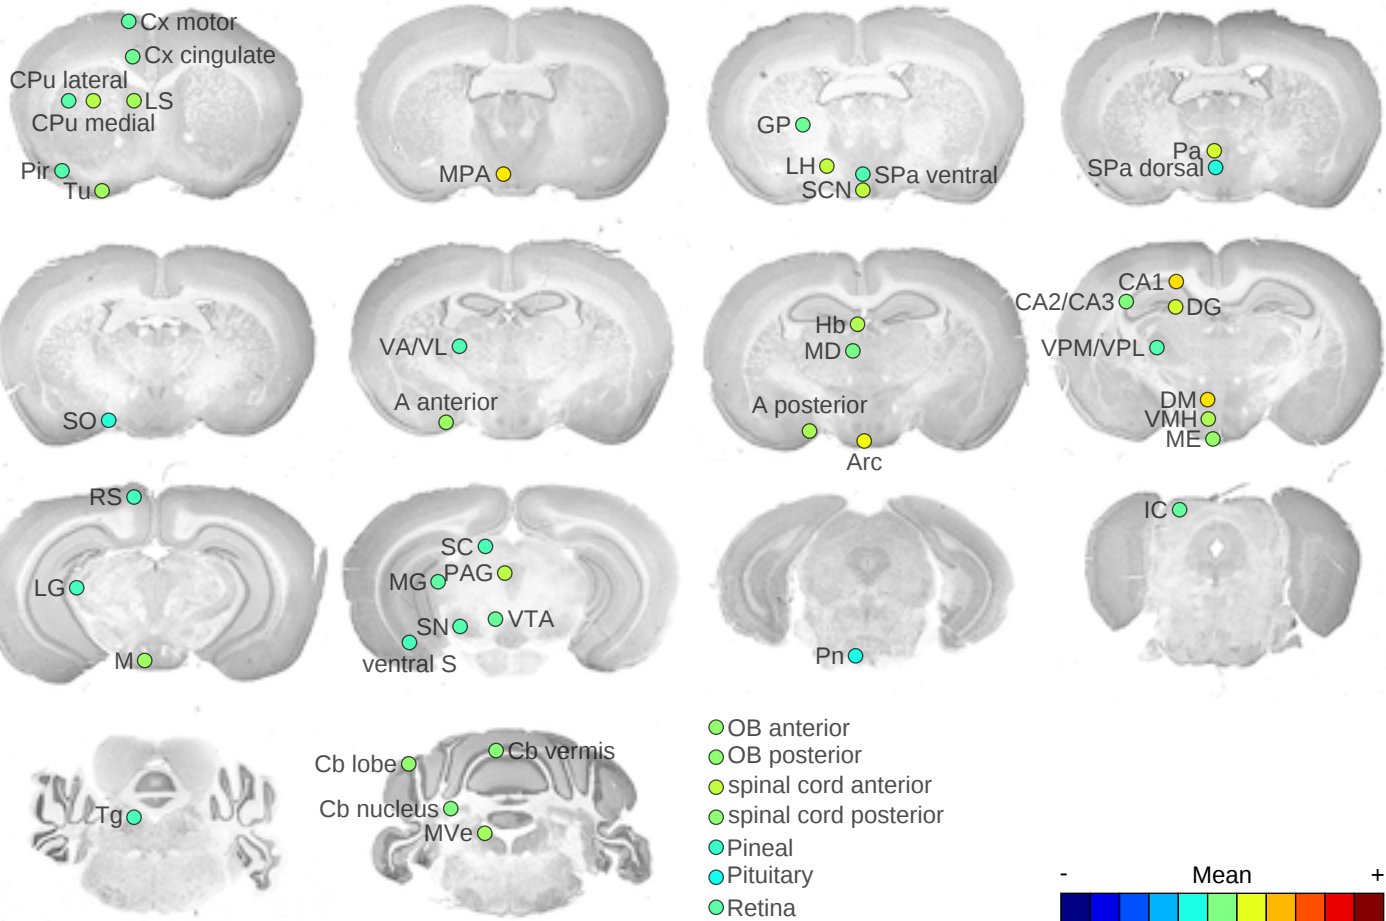 Cx motor
Cx cingulate
CPu lateral
LS
CPu medial
Pir
Tu
MPA
GP
LH
SPa ventral
SCN
Pa
SPa dorsal
SO
VA/VL
A anterior
Hb
MD
A posterior
Arc
CA1
CA2/CA3
DG
VPM/VPL
DM
VMH
ME
RS
LG
M
SC
MG
PAG
SN
VTA
ventral S
Pn
IC
Tg
Cb lobe
Cb vermis
Cb nucleus
MVe
OB anterior
OB posterior
spinal cord anterior
spinal cord posterior
Pineal
Pituitary
Retina
- Mean +